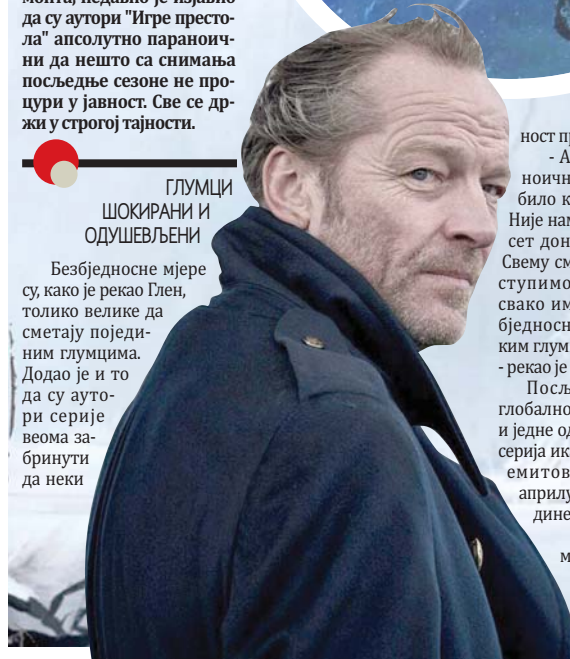 монта, недавно је изјавио
да су аутори "Игре престо-
ла" апсолутно параноич-
ни да нешто са снимања
посљедње сезоне не про-
цури у јавност. Све се др-
жи у строгој тајности.
ГЛУМЦИ
ШОКИРАНИ И
ОДУШЕВЉЕНИ
Безбједносне мјере
су, како је рекао Глен,
толико велике да
сметају поједи-
ним глумцима.
Додао је и то
да су ауто-
ри серије
веома за-
бринути
да неки
ност пр
- А
ноичн
било к
Није нам
сет дон
Свему см
ступимо
свако им
бједносн
ким глум
- рекао је
Посљ
глобално
и једне од
серија ик
емитов
априлу
дине
м